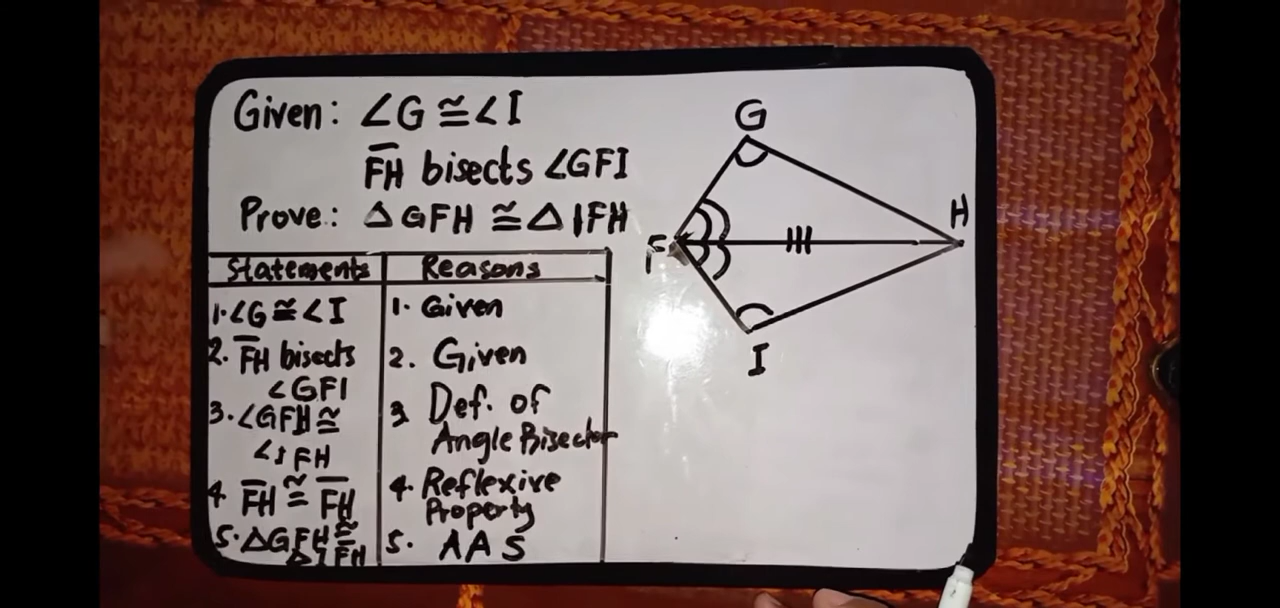 Given: ∠G ≅ ∠I
FH bisects ∠GFI
Prove: △GFH ≅ △IFH
Statements Reasons
1. ∠G ≅ ∠I 1. Given
2. FH bisects 2. Given
∠GFI
3. ∠GFH ≅ 3 Def. of
∠IFH Angle Bisector
4. FH ≅ FH 4. Reflexive
Property
5. △GFH ≅ 5. AAS
△IFH
G
H
F
I